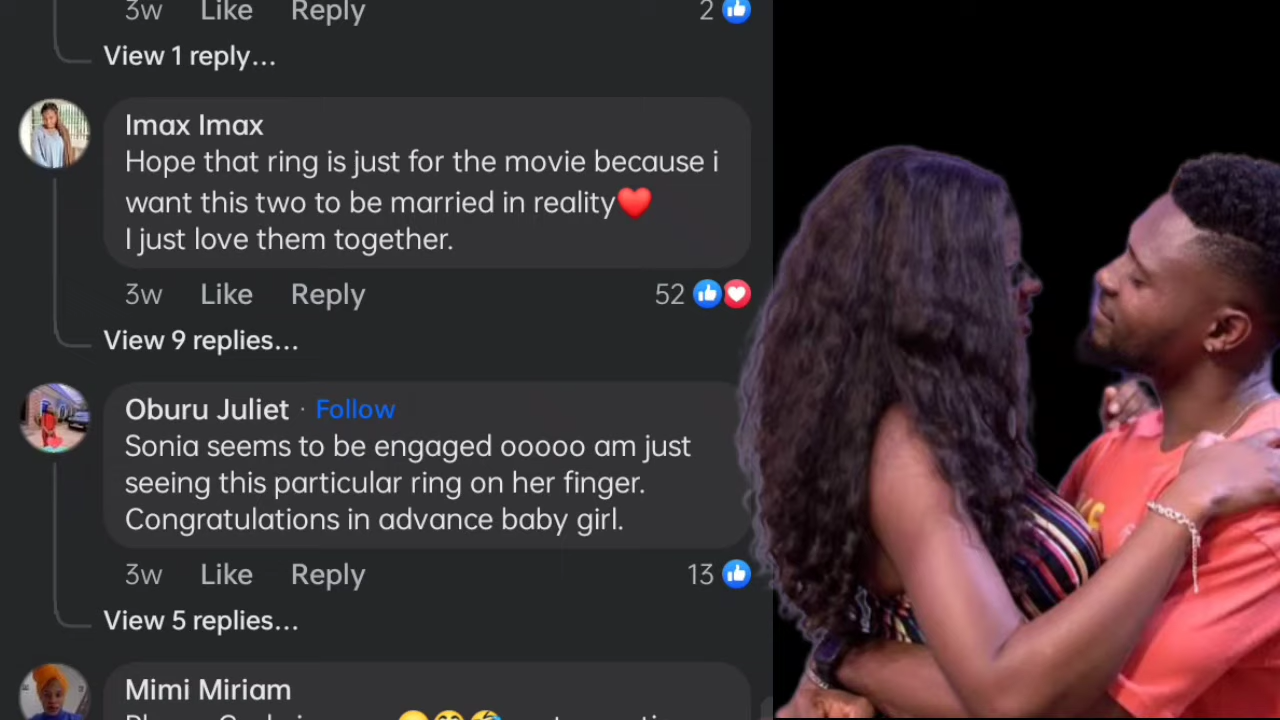 3w Like Reply 2
View 1 reply...
Imax Imax
Hope that ring is just for the movie because i
want this two to be married in reality❤️
I just love them together.
3w Like Reply 52
View 9 replies...
Oburu Juliet · Follow
Sonia seems to be engaged ooooo am just
seeing this particular ring on her finger.
Congratulations in advance baby girl.
3w Like Reply 13
View 5 replies...
Mimi Miriam